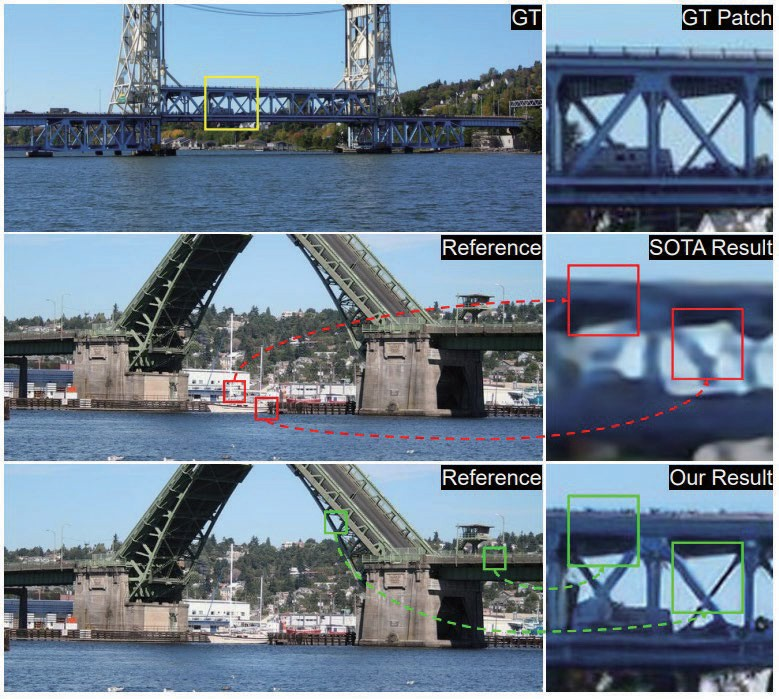 GT
GT Patch
Reference
SOTA Result
Reference
Our Result